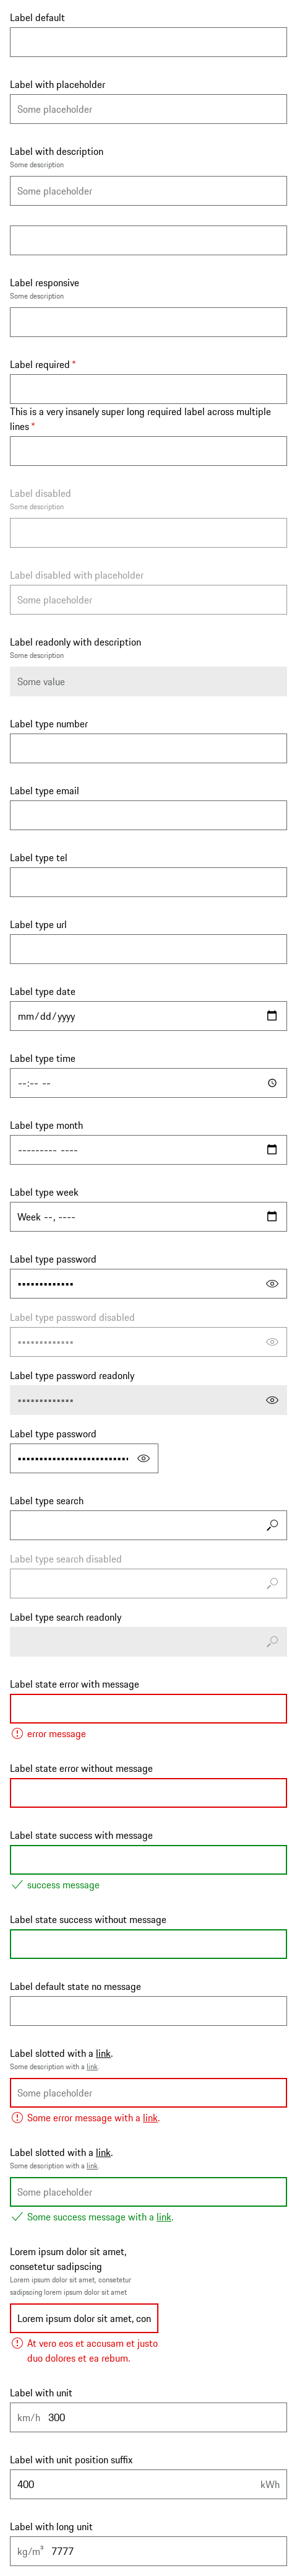 Label default
Label with placeholder
Some placeholder
Label with description
Some description
Some placeholder
Label responsive
Some description
Label required *
This is a very insanely super long required label across multiple
lines *
Label disabled
Some description
Label disabled with placeholder
Some placeholder
Label readonly with description
Some description
Some value
Label type number
Label type email
Label type tel
Label type url
Label type date
mm/dd/yyyy
Label type time
--:-- --
Label type month
--------- ----
Label type week
Week --, ----
Label type password
Label type password disabled
Label type password readonly
Label type password
Label type search
Label type search disabled
Label type search readonly
Label state error with message
error message
Label state error without message
Label state success with message
success message
Label state success without message
Label default state no message
Label slotted with a link.
Some description with a link.
Some placeholder
Some error message with a link.
Label slotted with a link.
Some description with a link.
Some placeholder
Some success message with a link.
Lorem ipsum dolor sit amet,
consetetur sadipscing
Lorem ipsum dolor sit amet, consetetur
sadipscing lorem ipsum dolor sit amet
Lorem ipsum dolor sit amet, con
At vero eos et accusam et justo
duo dolores et ea rebum.
Label with unit
km/h 300
Label with unit position suffix
400 kWh
Label with long unit
kg/m³ 7777